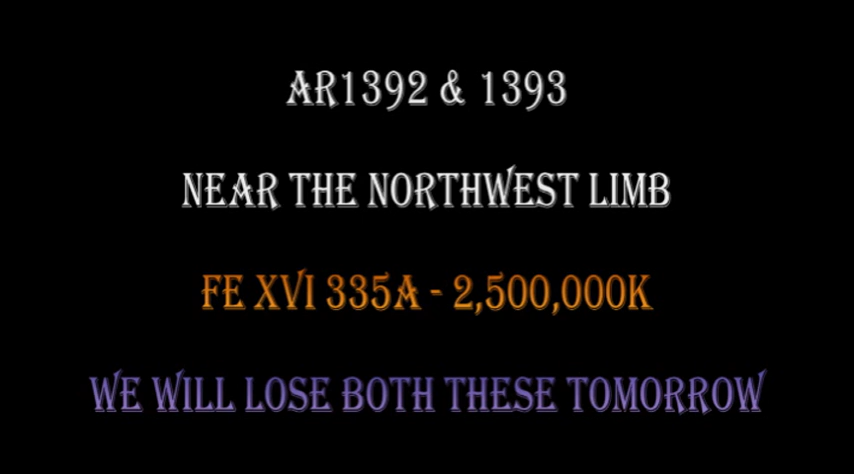 AR1392 & 1393
NEAR THE NORTHWEST LIMB
FE XVI 335A - 2,500,000K
WE WILL LOSE BOTH THESE TOMORROW